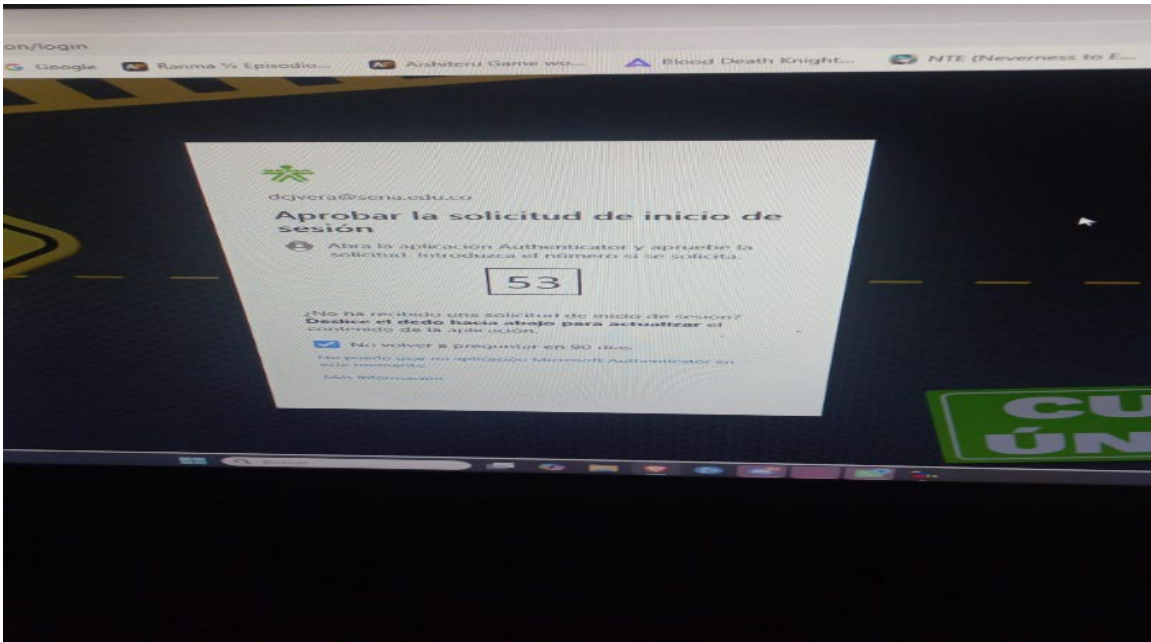 on/login
Google Ranma ½ Episodio... Aishiteru Game wo... Blood Death Knight... NTE (Neverness to E...
dcjvera@sena.edu.co
Aprobar la solicitud de inicio de
sesión
Abra la aplicación Authenticator y apruebe la
solicitud. Introduzca el número si se solicita.
53
¿No ha recibido una solicitud de inicio de sesión?
Deslice el dedo hacia abajo para actualizar el
contenido de la aplicación.
No volver a preguntar en 90 días
No puedo usar mi aplicación Microsoft Authenticator en
este momento
Más información
CU
ÚN
Buscar